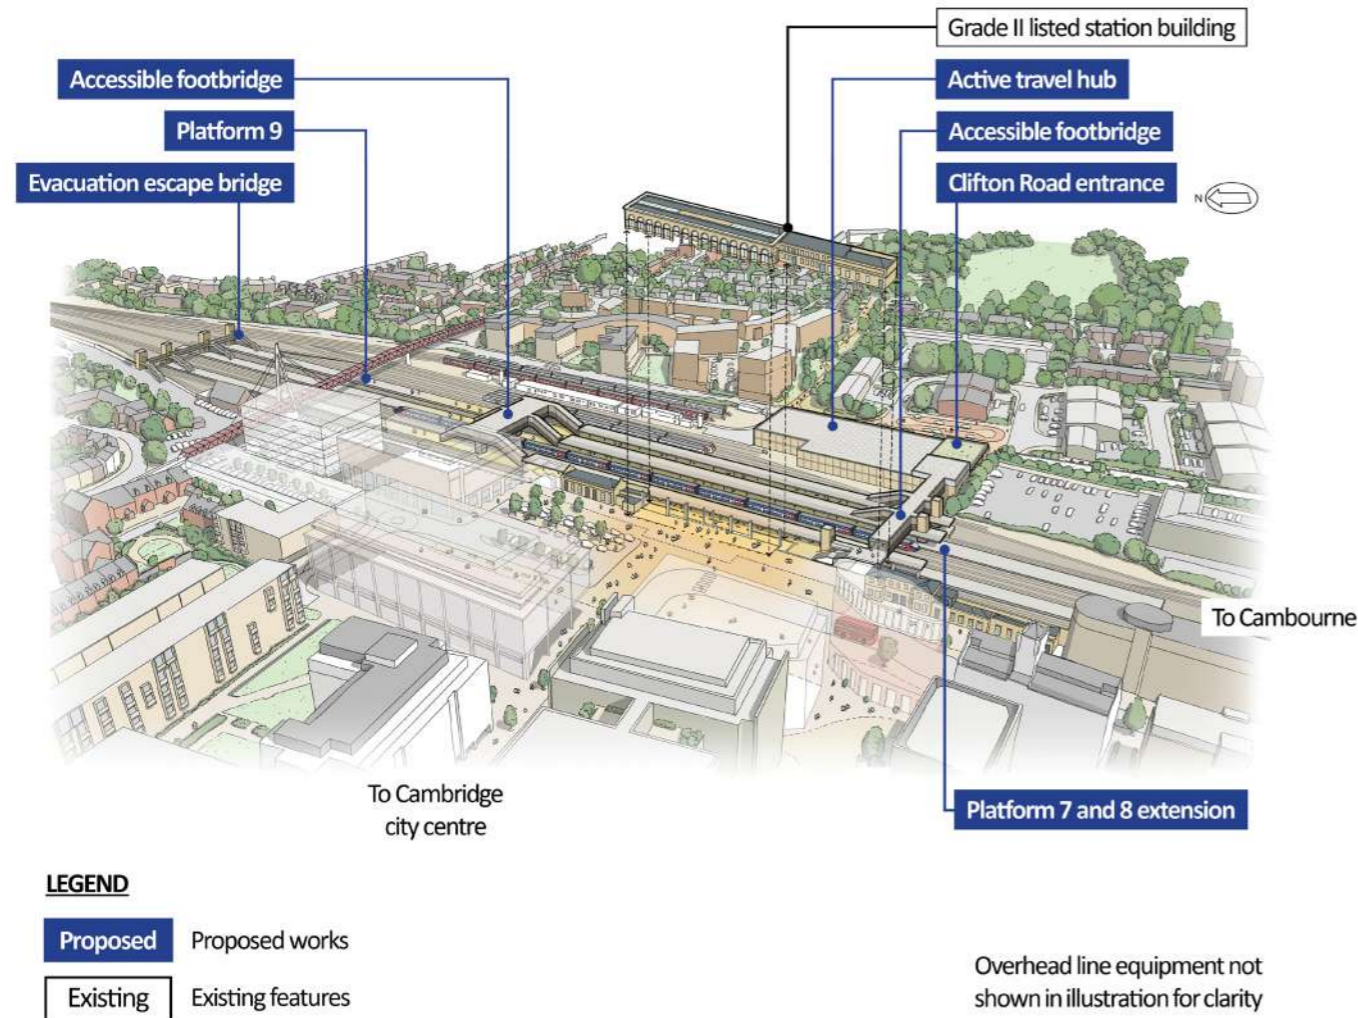 Grade II listed station building
Accessible footbridge
Active travel hub
Platform 9
Accessible footbridge
Evacuation escape bridge
Clifton Road entrance
N
To Cambourne
To Cambridge
city centre
Platform 7 and 8 extension
LEGEND
Proposed
Proposed works
Existing
Existing features
Overhead line equipment not
shown in illustration for clarity